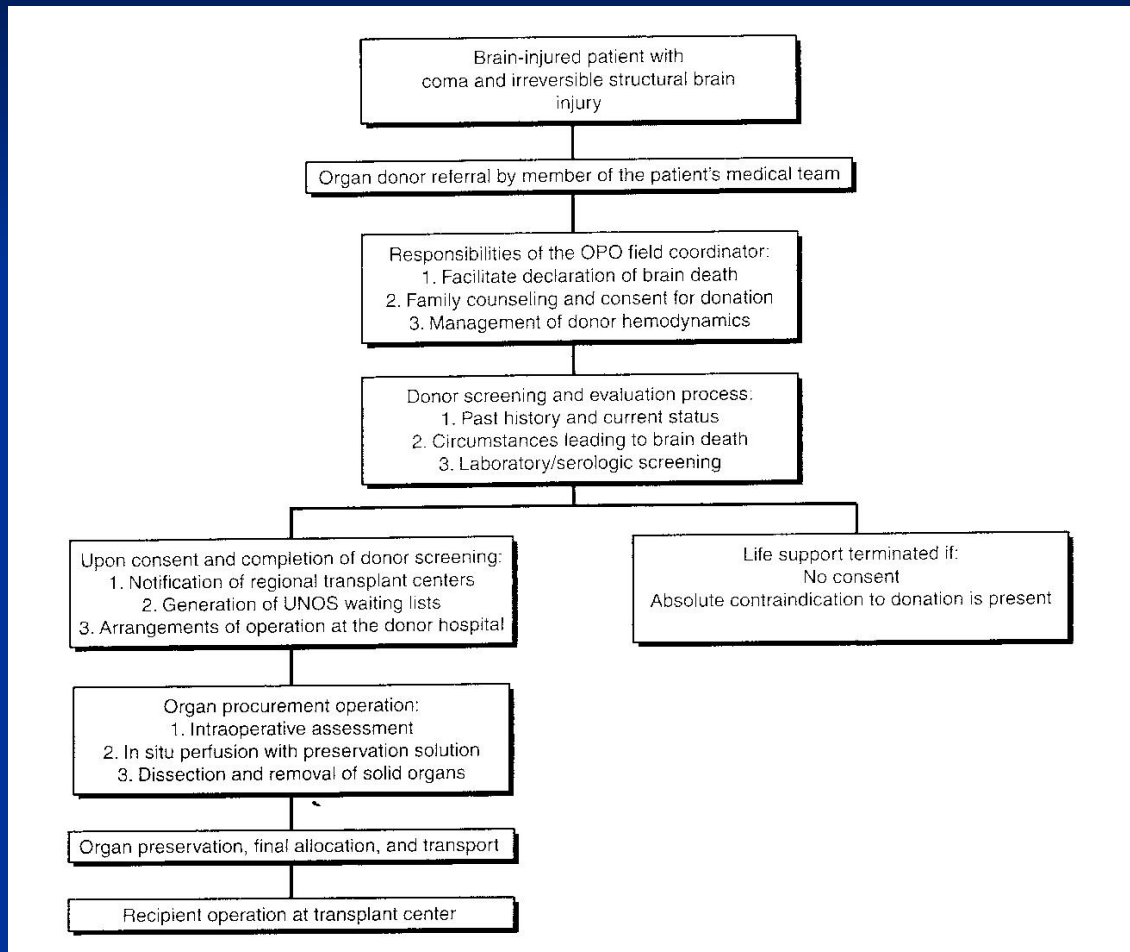 Brain-injured patient with
coma and irreversible structural brain
injury
Organ donor referral by member of the patient's medical team
Responsibilities of the OPO field coordinator:
1. Facilitate declaration of brain death
2. Family counseling and consent for donation
3. Management of donor hemodynamics
Donor screening and evaluation process:
1. Past history and current status
2. Circumstances leading to brain death
3. Laboratory/serologic screening
Upon consent and completion of donor screening:
1. Notification of regional transplant centers
2. Generation of UNOS waiting lists
3. Arrangements of operation at the donor hospital
Life support terminated if:
No consent
Absolute contraindication to donation is present
Organ procurement operation:
1. Intraoperative assessment
2. In situ perfusion with preservation solution
3. Dissection and removal of solid organs
Organ preservation, final allocation, and transport
Recipient operation at transplant center